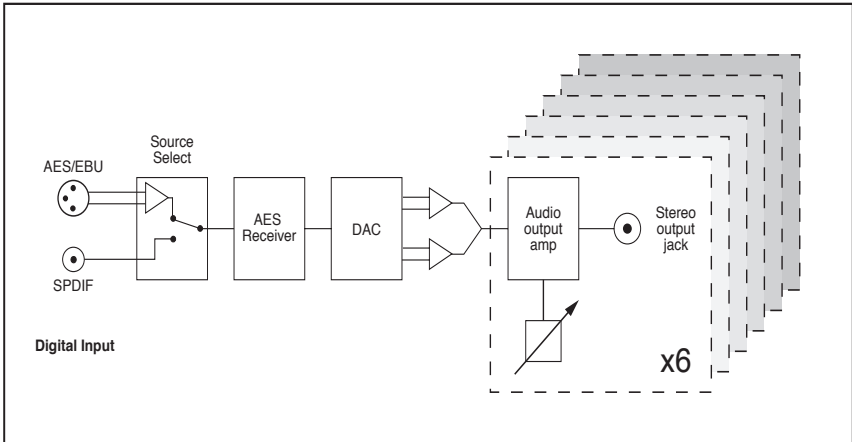 Source
Select
AES/EBU
AES
Receiver
DAC
Audio
output
amp
Stereo
output
jack
SPDIF
Digital Input
x6